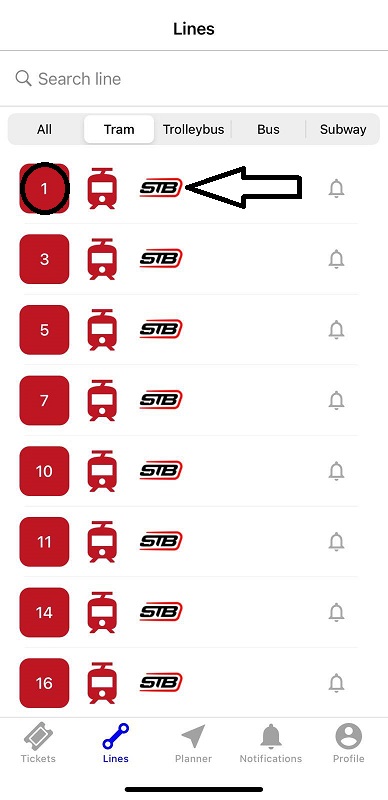 Lines
Search line
All Tram Trolleybus Bus Subway
1 STB
3 STB
5 STB
7 STB
10 STB
11 STB
14 STB
16 STB
Tickets Lines Planner Notifications Profile